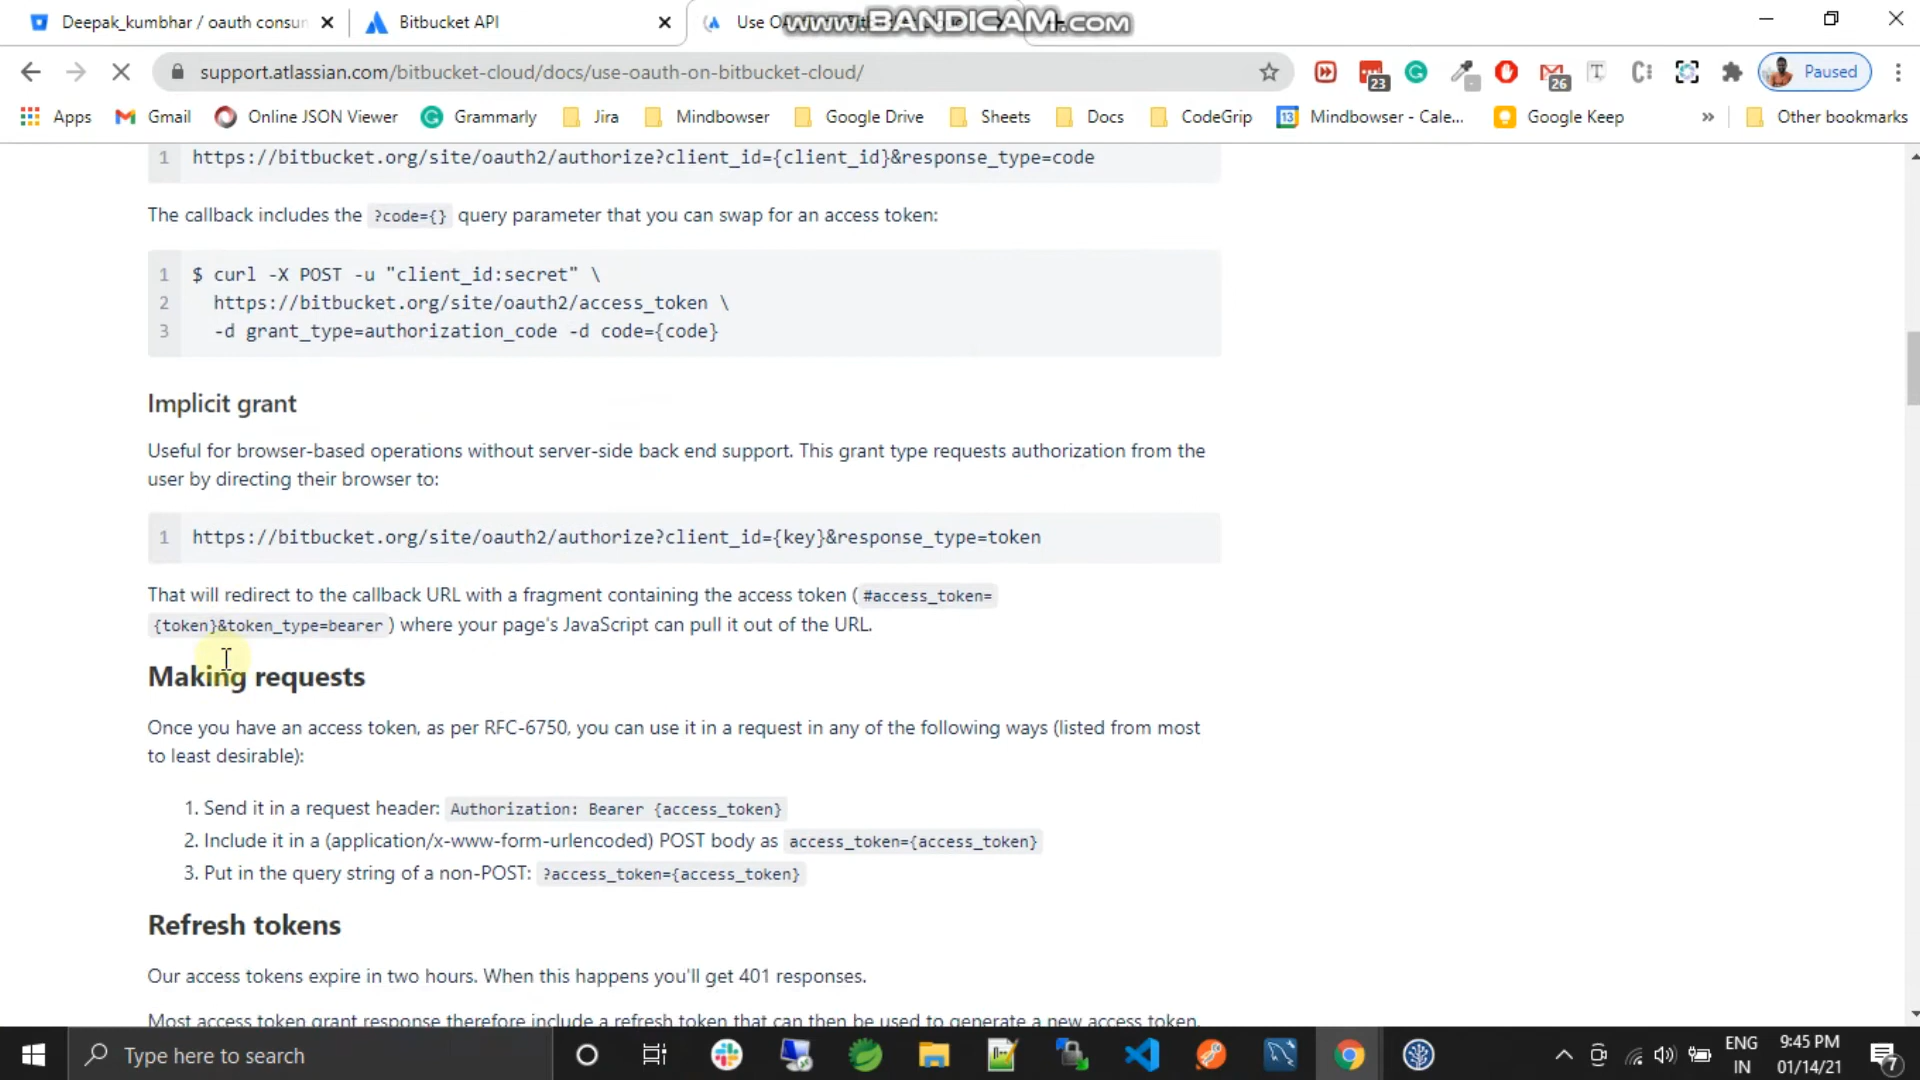 Deepak_kumbhar / oauth consun
Bitbucket API
Use O
www.BANDICAM.com
support.atlassian.com/bitbucket-cloud/docs/use-oauth-on-bitbucket-cloud/
23
26
Paused
Apps
Gmail
Online JSON Viewer
Grammarly
Jira
Mindbowser
Google Drive
Sheets
Docs
CodeGrip
13
Mindbowser - Cale...
Google Keep
»
Other bookmarks
1 https://bitbucket.org/site/oauth2/authorize?client_id={client_id}&response_type=code
The callback includes the ?code={} query parameter that you can swap for an access token:
1 $ curl -X POST -u "client_id:secret" \
2 https://bitbucket.org/site/oauth2/access_token \
3 -d grant_type=authorization_code -d code={code}
Implicit grant
Useful for browser-based operations without server-side back end support. This grant type requests authorization from the
user by directing their browser to:
1 https://bitbucket.org/site/oauth2/authorize?client_id={key}&response_type=token
That will redirect to the callback URL with a fragment containing the access token ( #access_token=
{token}&token_type=bearer ) where your page's JavaScript can pull it out of the URL.
Making requests
Once you have an access token, as per RFC-6750, you can use it in a request in any of the following ways (listed from most
to least desirable):
1. Send it in a request header: Authorization: Bearer {access_token}
2. Include it in a (application/x-www-form-urlencoded) POST body as access_token={access_token}
3. Put in the query string of a non-POST: ?access_token={access_token}
Refresh tokens
Our access tokens expire in two hours. When this happens you'll get 401 responses.
Most access token grant response therefore include a refresh token that can then be used to generate a new access token,
Type here to search
ENG
IN
9:45 PM
01/14/21
7